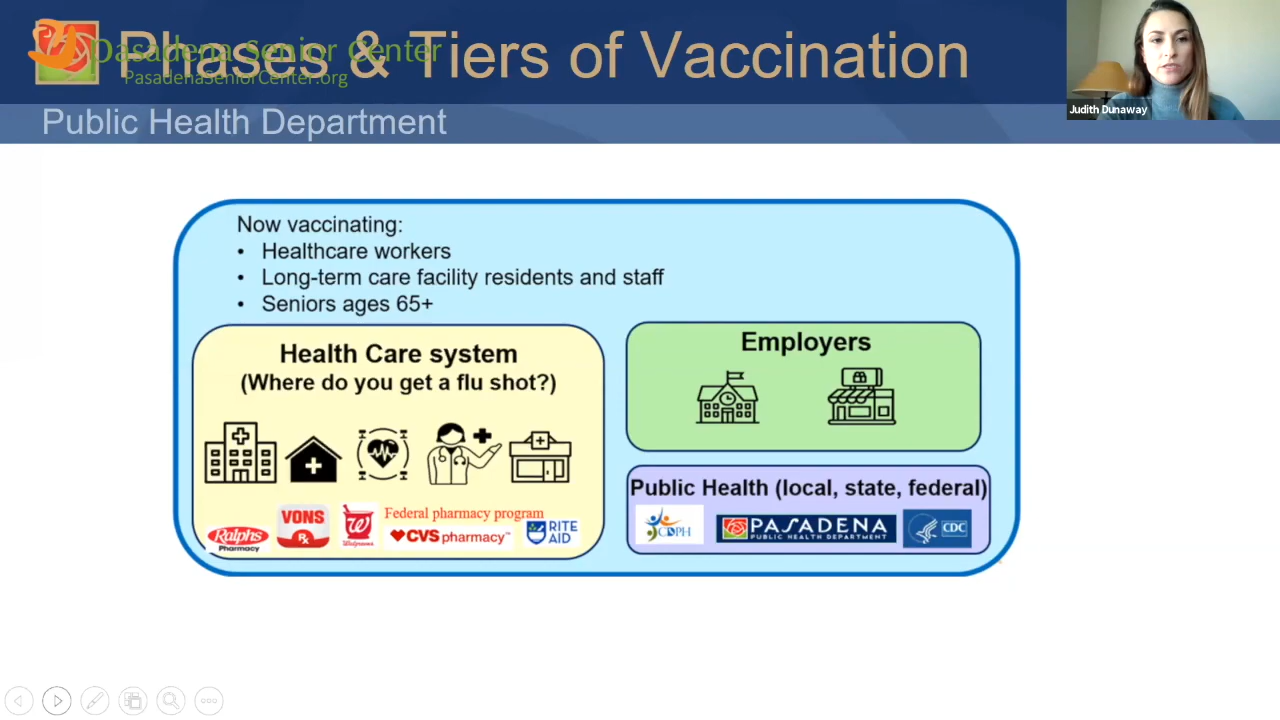 Phases & Tiers of Vaccination
Pasadena Senior Center
PasadenaSeniorCenter.org
Public Health Department
Judith Dunaway
Now vaccinating:
• Healthcare workers
• Long-term care facility residents and staff
• Seniors ages 65+
Health Care system
(Where do you get a flu shot?)
Employers
Public Health (local, state, federal)
Federal pharmacy program
Ralphs
Pharmacy
VONS
Rx
W
Walgreens
CVS pharmacy™
RITE
AID
CDPH
PASADENA
PUBLIC HEALTH DEPARTMENT
CDC